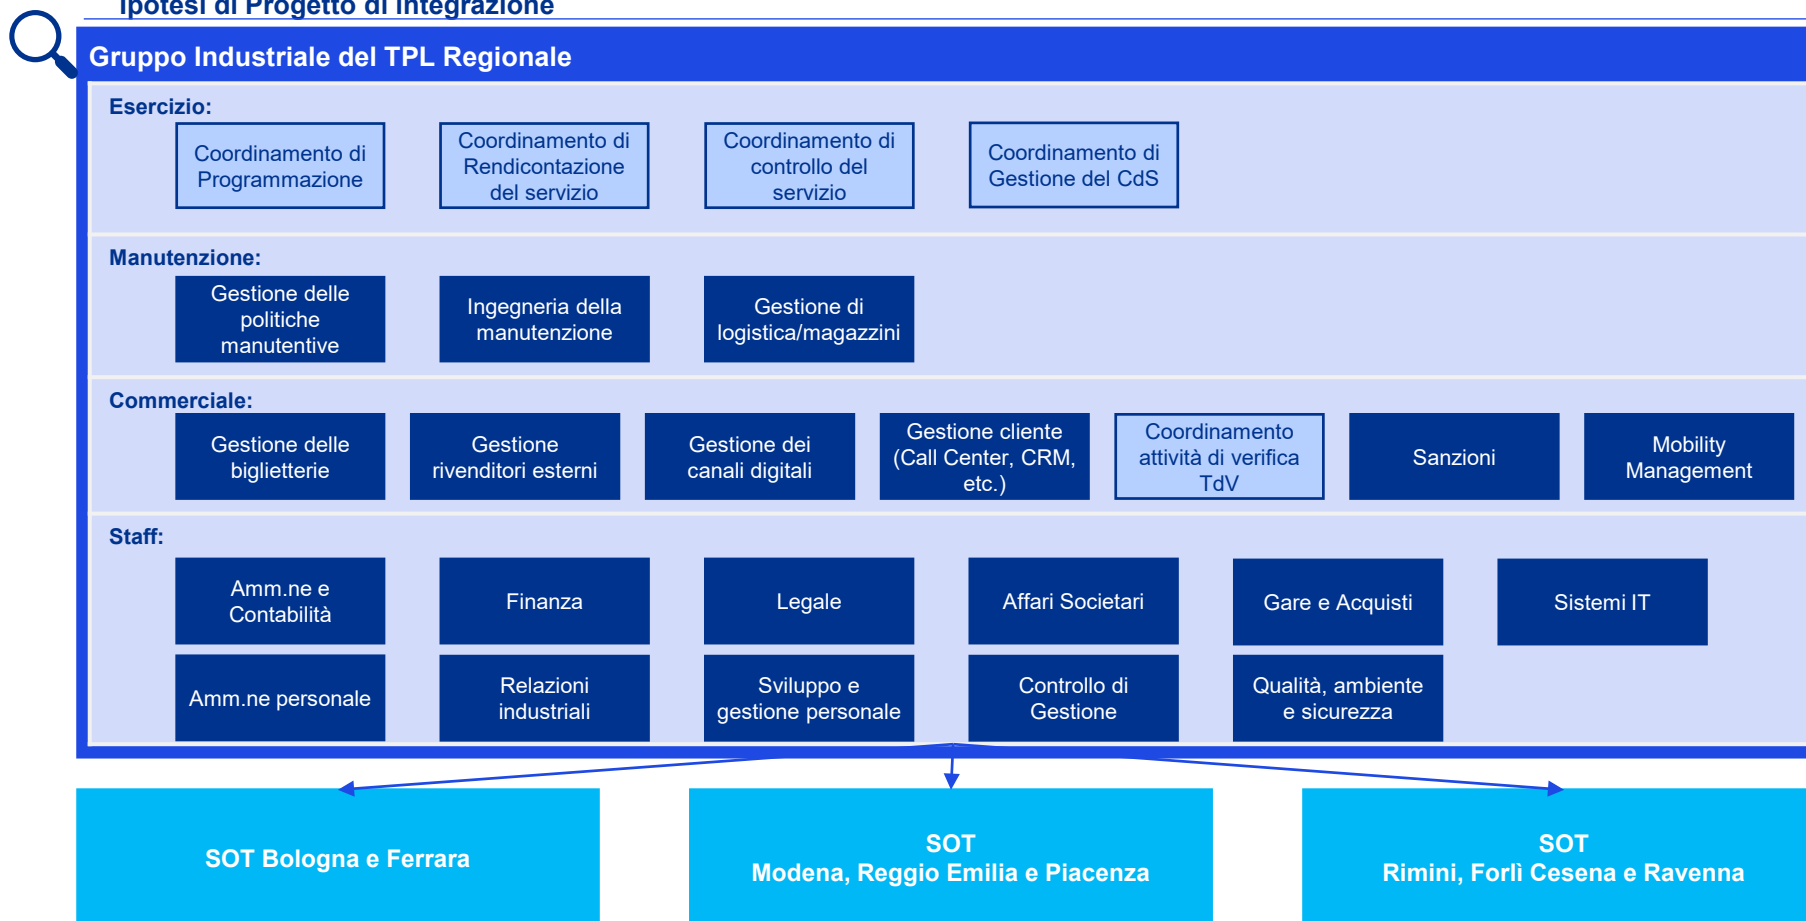 Ipotesi di Progetto di integrazione
Gruppo Industriale del TPL Regionale
Esercizio:
Coordinamento di
Programmazione
Coordinamento di
Rendicontazione
del servizio
Coordinamento di
controllo del
servizio
Coordinamento di
Gestione del CdS
Manutenzione:
Gestione delle
politiche
manutentive
Ingegneria della
manutenzione
Gestione di
logistica/magazzini
Commerciale:
Gestione delle
biglietterie
Gestione
rivenditori esterni
Gestione dei
canali digitali
Gestione cliente
(Call Center, CRM,
etc.)
Coordinamento
attività di verifica
TdV
Sanzioni
Mobility
Management
Staff:
Amm.ne e
Contabilità
Finanza
Legale
Affari Societari
Gare e Acquisti
Sistemi IT
Amm.ne personale
Relazioni
industriali
Sviluppo e
gestione personale
Controllo di
Gestione
Qualità, ambiente
e sicurezza
SOT Bologna e Ferrara
SOT
Modena, Reggio Emilia e Piacenza
SOT
Rimini, Forlì Cesena e Ravenna